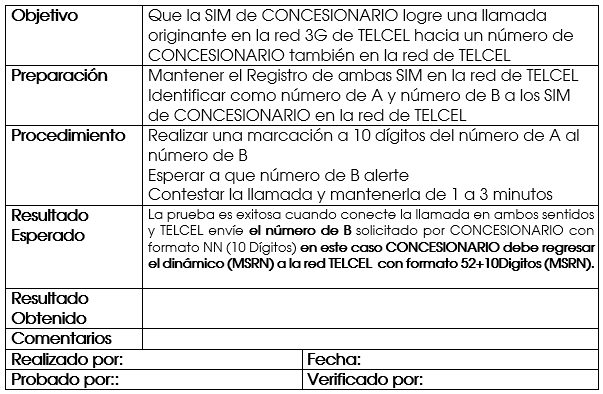 Objetivo
Que la SIM de CONCESIONARIO logre una llamada
originante en la red 3G de TELCEL hacia un número de
CONCESIONARIO también en la red de TELCEL
Preparación
Mantener el Registro de ambas SIM en la red de TELCEL
Identificar como número de A y número de B a los SIM
de CONCESIONARIO en la red de TELCEL
Procedimiento
Realizar una marcación a 10 dígitos del número de A al
número de B
Esperar a que número de B alerte
Contestar la llamada y mantenerla de 1 a 3 minutos
Resultado
Esperado
La prueba es exitosa cuando conecte la llamada en ambos sentidos
y TELCEL envíe el número de B solicitado por CONCESIONARIO con
formato NN (10 Dígitos) en este caso CONCESIONARIO debe regresar
el dinámico (MSRN) a la red TELCEL con formato 52+10Digitos (MSRN).
Resultado
Obtenido
Comentarios
Realizado por: Fecha:
Probado por:: Verificado por: